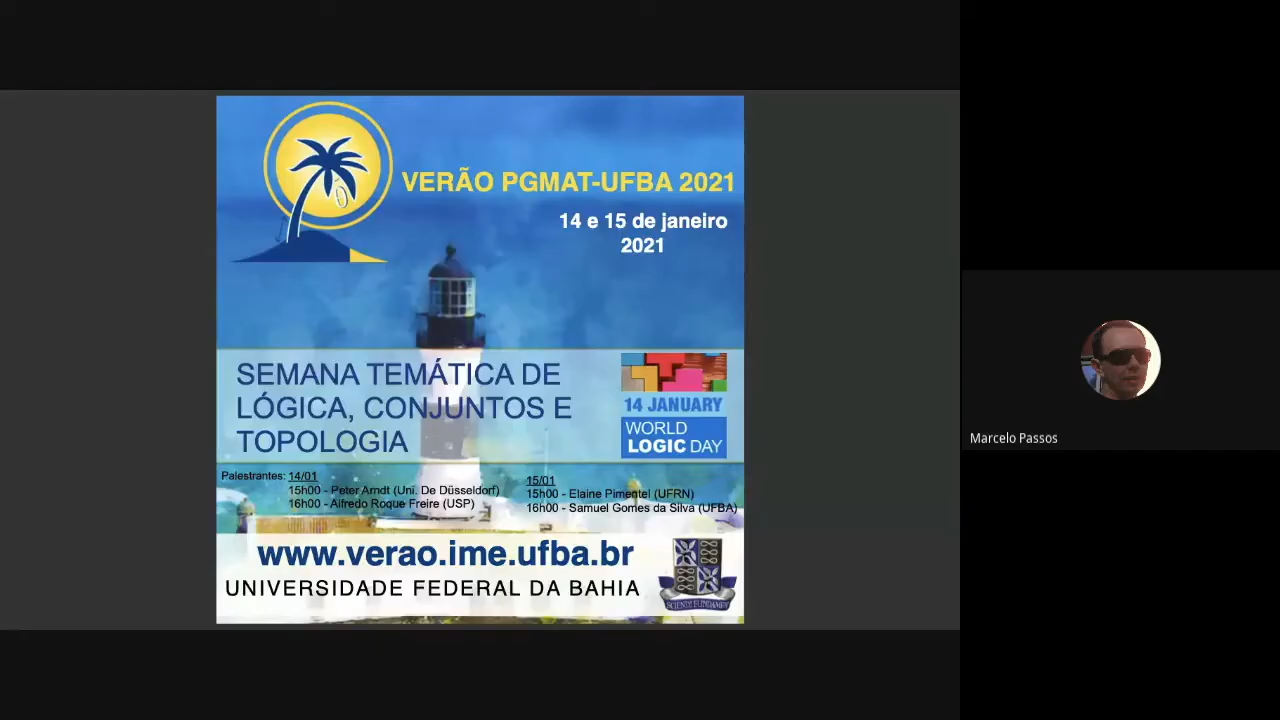 VERÃO PGMAT-UFBA 2021
14 e 15 de janeiro
2021
SEMANA TEMÁTICA DE
LÓGICA, CONJUNTOS E
TOPOLOGIA
14 JANUARY
WORLD
LOGIC DAY
Palestrantes: 14/01
15h00 - Peter Arndt (Uni. De Düsseldorf)
16h00 - Alfredo Roque Freire (USP)
15/01
15h00 - Elaine Pimentel (UFRN)
16h00 - Samuel Gomes da Silva (UFBA)
www.verao.ime.ufba.br
UNIVERSIDADE FEDERAL DA BAHIA
Marcelo Passos